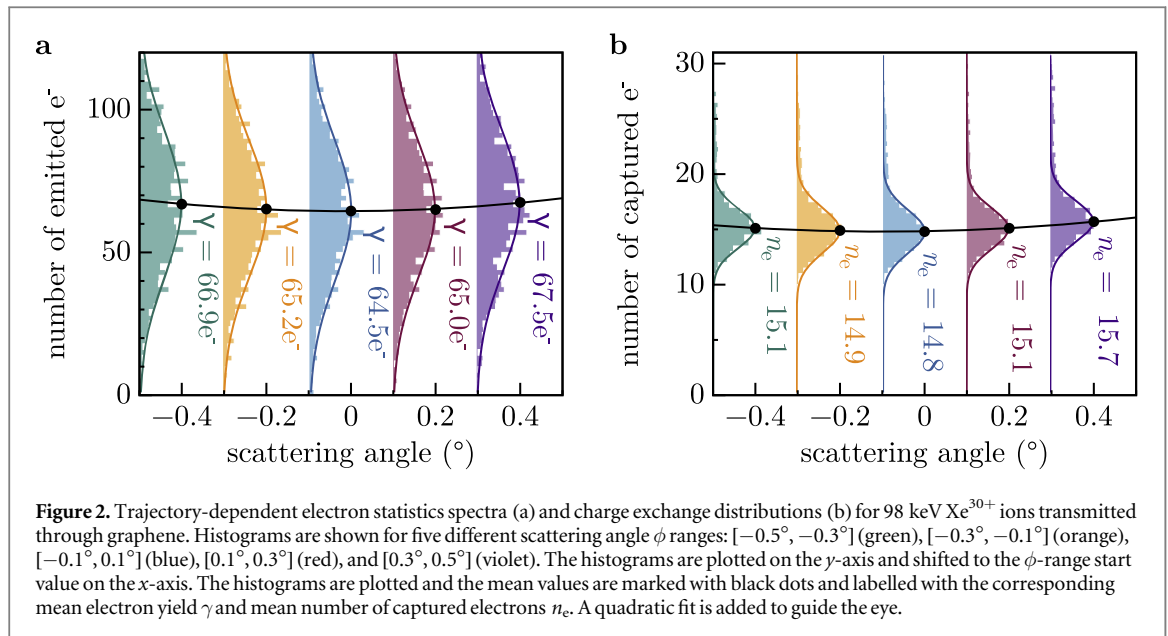 a
number of emitted e-
100
50
0
γ = 66.9e-
γ = 65.2e-
γ = 64.5e-
γ = 65.0e-
γ = 67.5e-
−0.4 −0.2 0 0.2 0.4
scattering angle (°)
b
number of captured e-
30
20
10
0
ne = 15.1
ne = 14.9
ne = 14.8
ne = 15.1
ne = 15.7
−0.4 −0.2 0 0.2 0.4
scattering angle (°)
Figure 2. Trajectory-dependent electron statistics spectra (a) and charge exchange distributions (b) for 98 keV Xe³⁰⁺ ions transmitted
through graphene. Histograms are shown for five different scattering angle ϕ ranges: [−0.5°, −0.3°] (green), [−0.3°, −0.1°] (orange),
[−0.1°, 0.1°] (blue), [0.1°, 0.3°] (red), and [0.3°, 0.5°] (violet). The histograms are plotted on the y-axis and shifted to the ϕ-range start
value on the x-axis. The histograms are plotted and the mean values are marked with black dots and labelled with the corresponding
mean electron yield γ and mean number of captured electrons nₑ. A quadratic fit is added to guide the eye.